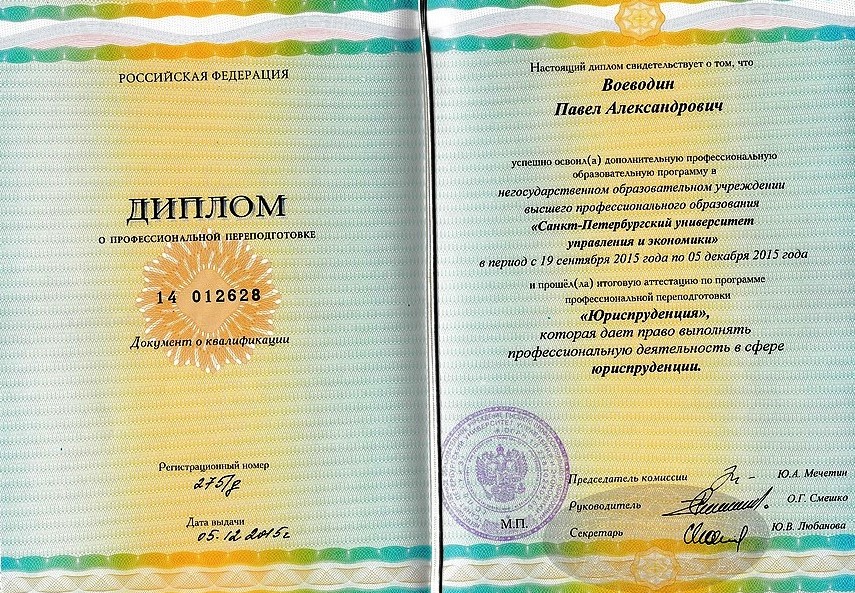 РОССИЙСКАЯ ФЕДЕРАЦИЯ
ДИПЛОМ
О ПРОФЕССИОНАЛЬНОЙ ПЕРЕПОДГОТОВКЕ
14 012628
Документ о квалификации
Регистрационный номер
275/д
Дата выдачи
05.12.2015г
Настоящий диплом свидетельствует о том, что
Воеводин
Павел Александрович
успешно освоил(а) дополнительную профессиональную
образовательную программу в
негосударственном образовательном учреждении
высшего профессионального образования
«Санкт-Петербургский университет
управления и экономики»
в период с 19 сентября 2015 года по 05 декабря 2015 года
и прошёл(ла) итоговую аттестацию по программе
профессиональной переподготовки
«Юриспруденция»,
которая дает право выполнять
профессиональную деятельность в сфере
юриспруденции.
Председатель комиссии Ю.А. Мечетин
Руководитель О.Г. Смешко
М.П.
Секретарь Ю.В. Любанова